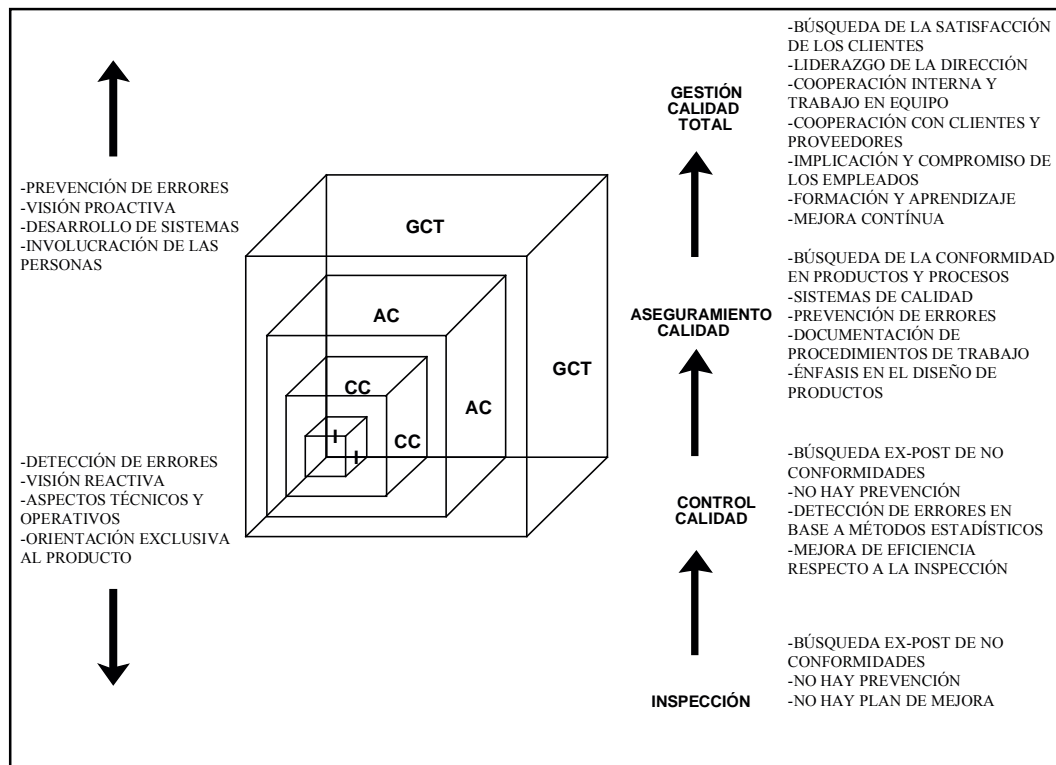 -PREVENCIÓN DE ERRORES
-VISIÓN PROACTIVA
-DESARROLLO DE SISTEMAS
-INVOLUCRACIÓN DE LAS
PERSONAS
-DETECCIÓN DE ERRORES
-VISIÓN REACTIVA
-ASPECTOS TÉCNICOS Y
OPERATIVOS
-ORIENTACIÓN EXCLUSIVA
AL PRODUCTO
GCT
GCT
AC
AC
CC
CC
I
I
GESTIÓN
CALIDAD
TOTAL
-BÚSQUEDA DE LA SATISFACCIÓN
DE LOS CLIENTES
-LIDERAZGO DE LA DIRECCIÓN
-COOPERACIÓN INTERNA Y
TRABAJO EN EQUIPO
-COOPERACIÓN CON CLIENTES Y
PROVEEDORES
-IMPLICACIÓN Y COMPROMISO DE
LOS EMPLEADOS
-FORMACIÓN Y APRENDIZAJE
-MEJORA CONTÍNUA
ASEGURAMIENTO
CALIDAD
-BÚSQUEDA DE LA CONFORMIDAD
EN PRODUCTOS Y PROCESOS
-SISTEMAS DE CALIDAD
-PREVENCIÓN DE ERRORES
-DOCUMENTACIÓN DE
PROCEDIMIENTOS DE TRABAJO
-ÉNFASIS EN EL DISEÑO DE
PRODUCTOS
CONTROL
CALIDAD
-BÚSQUEDA EX-POST DE NO
CONFORMIDADES
-NO HAY PREVENCIÓN
-DETECCIÓN DE ERRORES EN
BASE A MÉTODOS ESTADÍSTICOS
-MEJORA DE EFICIENCIA
RESPECTO A LA INSPECCIÓN
INSPECCIÓN
-BÚSQUEDA EX-POST DE NO
CONFORMIDADES
-NO HAY PREVENCIÓN
-NO HAY PLAN DE MEJORA